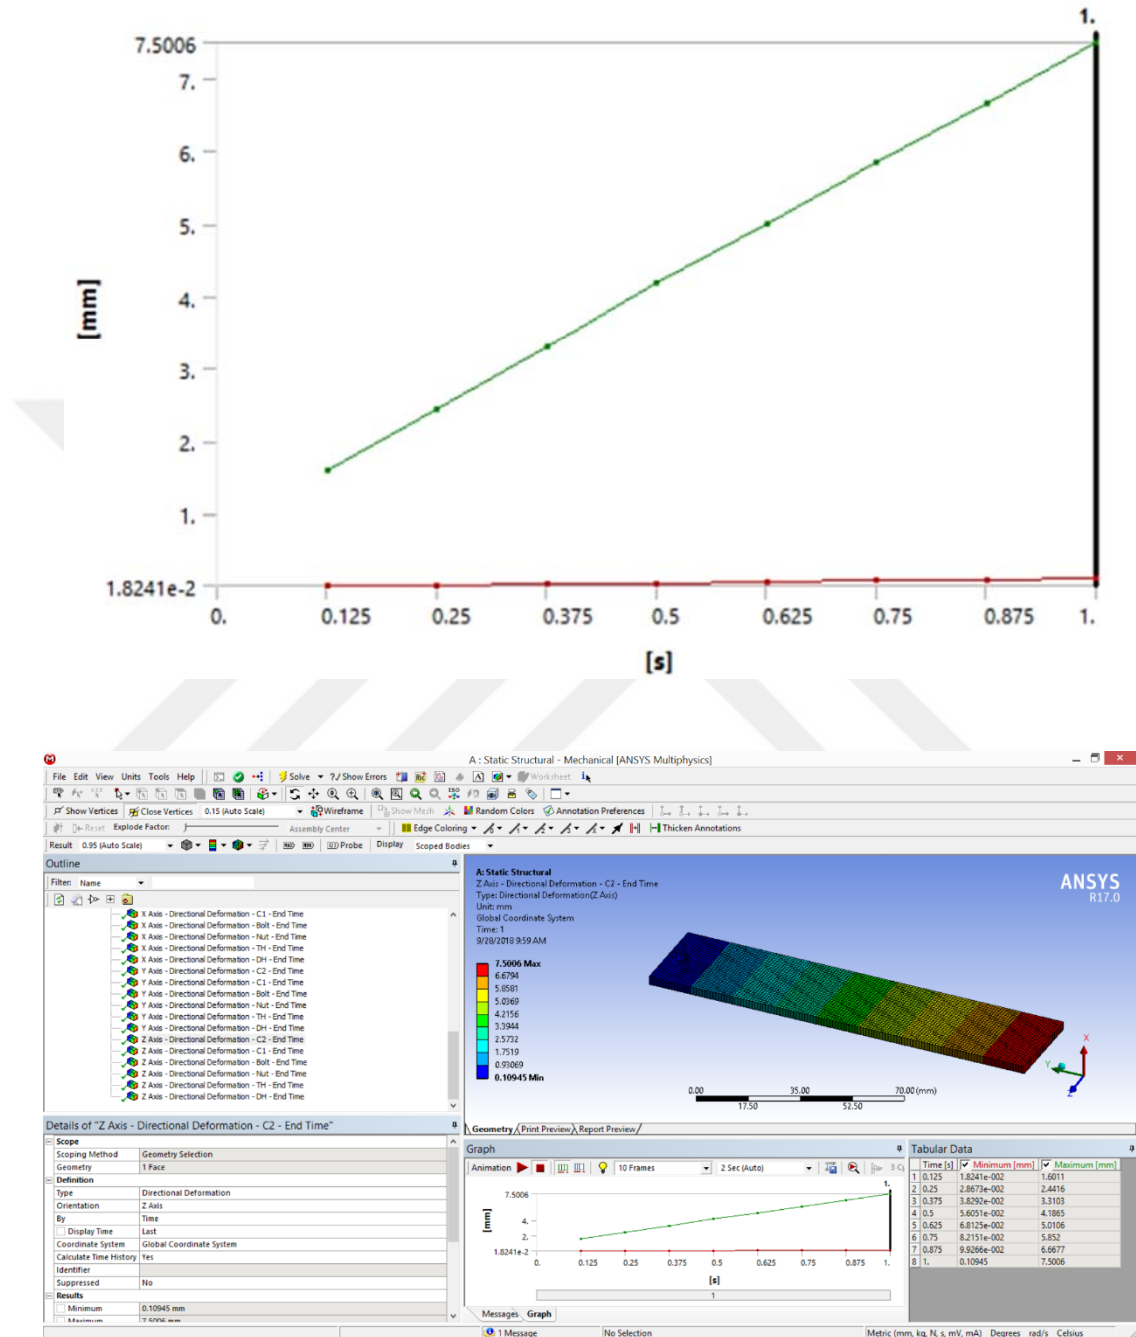 1.
7.5006
7.
6.
5.
4.
3.
2.
1.
1.8241e-2
[mm]
0. 0.125 0.25 0.375 0.5 0.625 0.75 0.875 1.
[s]
A : Static Structural - Mechanical [ANSYS Multiphysics]
File Edit View Units Tools Help Solve ?/ Show Errors Worksheet
Show Vertices Close Vertices 0.15 (Auto Scale) Wireframe Show Mesh Random Colors Annotation Preferences
Reset Explode Factor: Assembly Center Edge Coloring Thicken Annotations
Result 0.95 (Auto Scale) Probe Display Scoped Bodies
Outline
Filter: Name
X Axis - Directional Deformation - C1 - End Time
X Axis - Directional Deformation - Bolt - End Time
X Axis - Directional Deformation - Nut - End Time
X Axis - Directional Deformation - TH - End Time
X Axis - Directional Deformation - DH - End Time
Y Axis - Directional Deformation - C2 - End Time
Y Axis - Directional Deformation - C1 - End Time
Y Axis - Directional Deformation - Bolt - End Time
Y Axis - Directional Deformation - Nut - End Time
Y Axis - Directional Deformation - TH - End Time
Y Axis - Directional Deformation - DH - End Time
Z Axis - Directional Deformation - C2 - End Time
Z Axis - Directional Deformation - C1 - End Time
Z Axis - Directional Deformation - Bolt - End Time
Z Axis - Directional Deformation - Nut - End Time
Z Axis - Directional Deformation - TH - End Time
Z Axis - Directional Deformation - DH - End Time
A: Static Structural
Z Axis - Directional Deformation - C2 - End Time
Type: Directional Deformation(Z Axis)
Unit: mm
Global Coordinate System
Time: 1
9/28/2018 9:59 AM
7.5006 Max
6.6794
5.8581
5.0369
4.2156
3.3944
2.5732
1.7519
0.93069
0.10945 Min
ANSYS
R17.0
X
Y
Z
0.00 35.00 70.00 (mm)
17.50 52.50
Geometry Print Preview Report Preview
Details of "Z Axis - Directional Deformation - C2 - End Time"
Scope
Scoping Method Geometry Selection
Geometry 1 Face
Definition
Type Directional Deformation
Orientation Z Axis
By Time
Display Time Last
Coordinate System Global Coordinate System
Calculate Time History Yes
Identifier
Suppressed No
Results
Minimum 0.10945 mm
Maximum 7.5006 mm
Graph
Animation 10 Frames 2 Sec (Auto)
1.
7.5006
4.
2.
1.8241e-2
[mm]
0. 0.125 0.25 0.375 0.5 0.625 0.75 0.875 1.
[s]
1
Messages Graph
Tabular Data
Time [s] Minimum [mm] Maximum [mm]
1 0.125 1.8241e-002 1.6011
2 0.25 2.8673e-002 2.4416
3 0.375 3.8292e-002 3.3103
4 0.5 5.6051e-002 4.1865
5 0.625 6.8125e-002 5.0106
6 0.75 8.2151e-002 5.852
7 0.875 9.9266e-002 6.6677
8 1. 0.10945 7.5006
1 Message No Selection Metric (mm, kg, N, s, mV, mA) Degrees rad/s Celsius